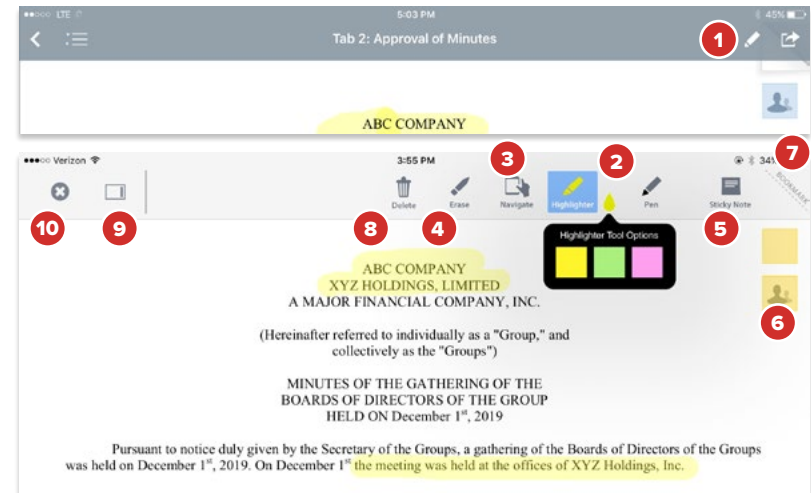 ●●○○○ LTE 5:03 PM 45%
Tab 2: Approval of Minutes
1
ABC COMPANY
●●●○○ Verizon 3:55 PM 34%
7
BOOKMARK
3
2
Delete
Erase
Navigate
Highlighter
Pen
Sticky Note
10
9
8
4
5
Highlighter Tool Options
ABC COMPANY
XYZ HOLDINGS, LIMITED
A MAJOR FINANCIAL COMPANY, INC.
6
(Hereinafter referred to individually as a "Group," and
collectively as the "Groups")
MINUTES OF THE GATHERING OF THE
BOARDS OF DIRECTORS OF THE GROUP
HELD ON December 1st, 2019
Pursuant to notice duly given by the Secretary of the Groups, a gathering of the Boards of Directors of the Groups
was held on December 1st, 2019. On December 1st the meeting was held at the offices of XYZ Holdings, Inc.